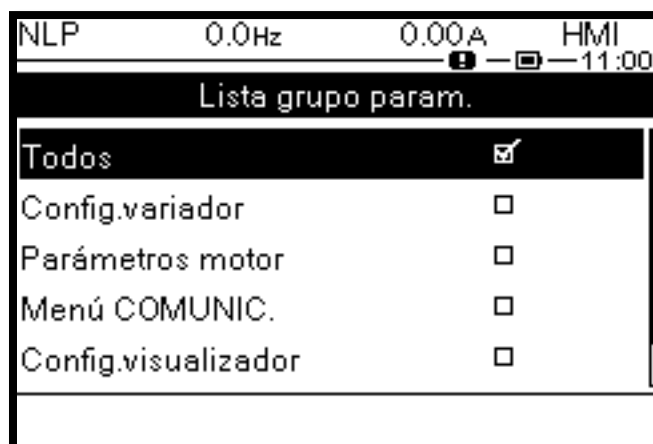 NLP 0.0Hz 0.00A HMI
11:00
Lista grupo param.
Todos
Config.variador
Parámetros motor
Menú COMUNIC.
Config.visualizador